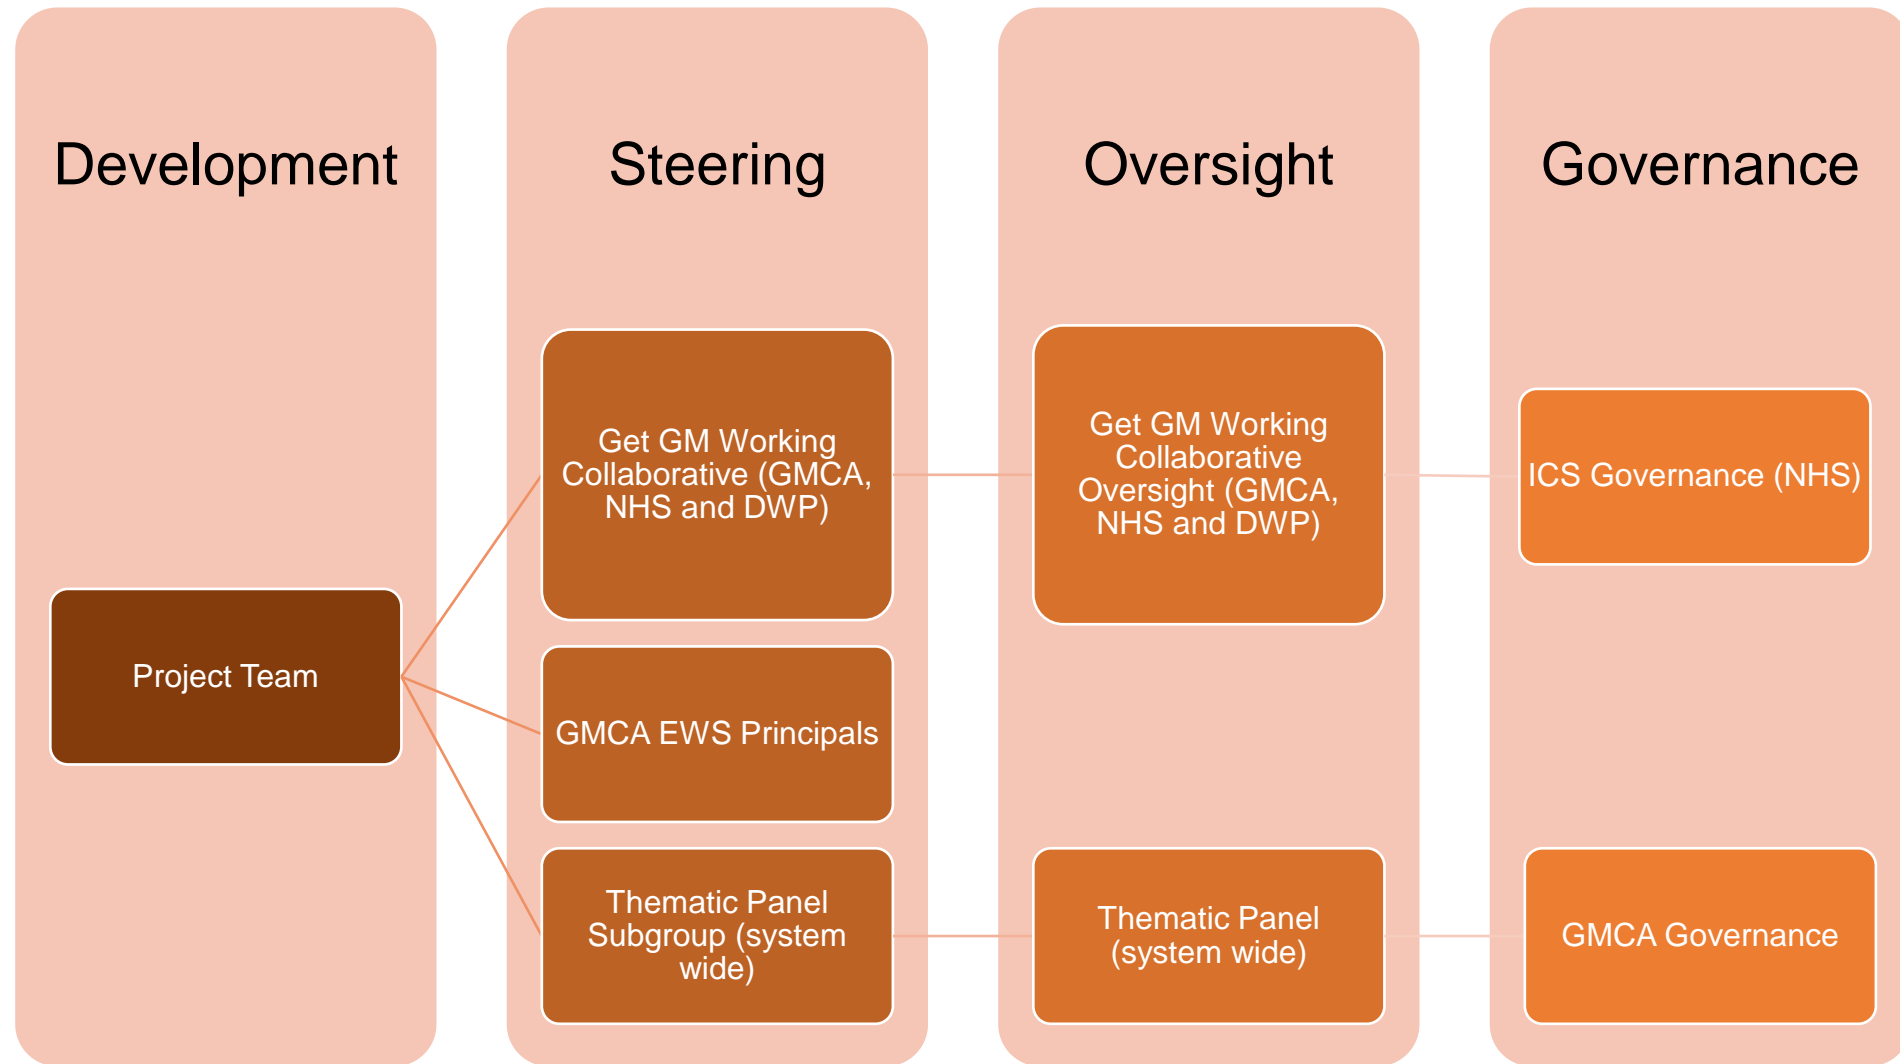 Development
Steering
Oversight
Governance
Project Team
Get GM Working
Collaborative (GMCA,
NHS and DWP)
GMCA EWS Principals
Thematic Panel
Subgroup (system
wide)
Get GM Working
Collaborative
Oversight (GMCA,
NHS and DWP)
Thematic Panel
(system wide)
ICS Governance (NHS)
GMCA Governance